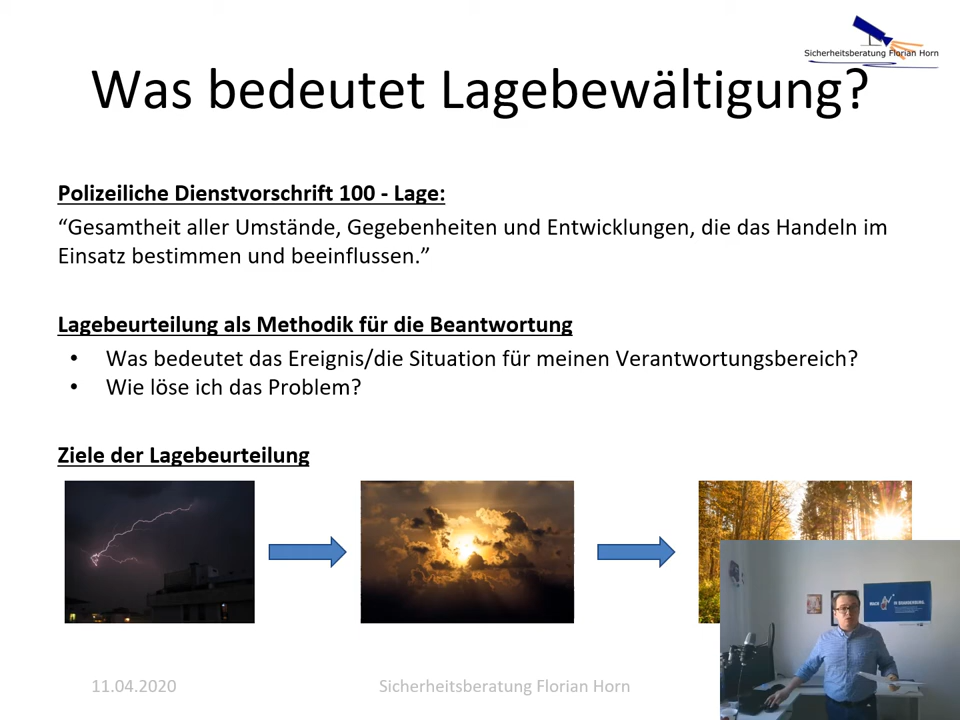 Sicherheitsberatung Florian Horn
Was bedeutet Lagebewältigung?
Polizeiliche Dienstvorschrift 100 - Lage:
“Gesamtheit aller Umstände, Gegebenheiten und Entwicklungen, die das Handeln im
Einsatz bestimmen und beeinflussen.”
Lagebeurteilung als Methodik für die Beantwortung
• Was bedeutet das Ereignis/die Situation für meinen Verantwortungsbereich?
• Wie löse ich das Problem?
Ziele der Lagebeurteilung
11.04.2020
Sicherheitsberatung Florian Horn